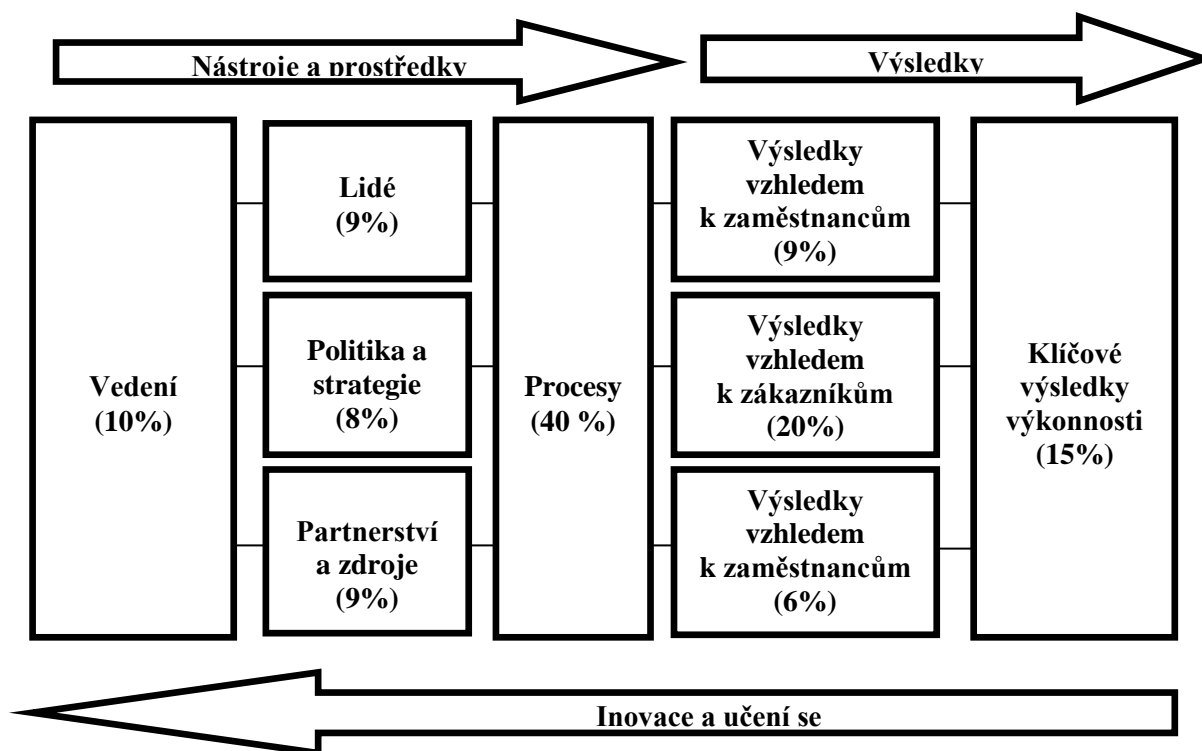 Nástroje a prostředky
Výsledky
Vedení
(10%)
Lidé
(9%)
Politika a
strategie
(8%)
Partnerství
a zdroje
(9%)
Procesy
(40 %)
Výsledky
vzhledem
k zaměstnancům
(9%)
Výsledky
vzhledem
k zákazníkům
(20%)
Výsledky
vzhledem
k zaměstnancům
(6%)
Klíčové
výsledky
výkonnosti
(15%)
Inovace a učení se